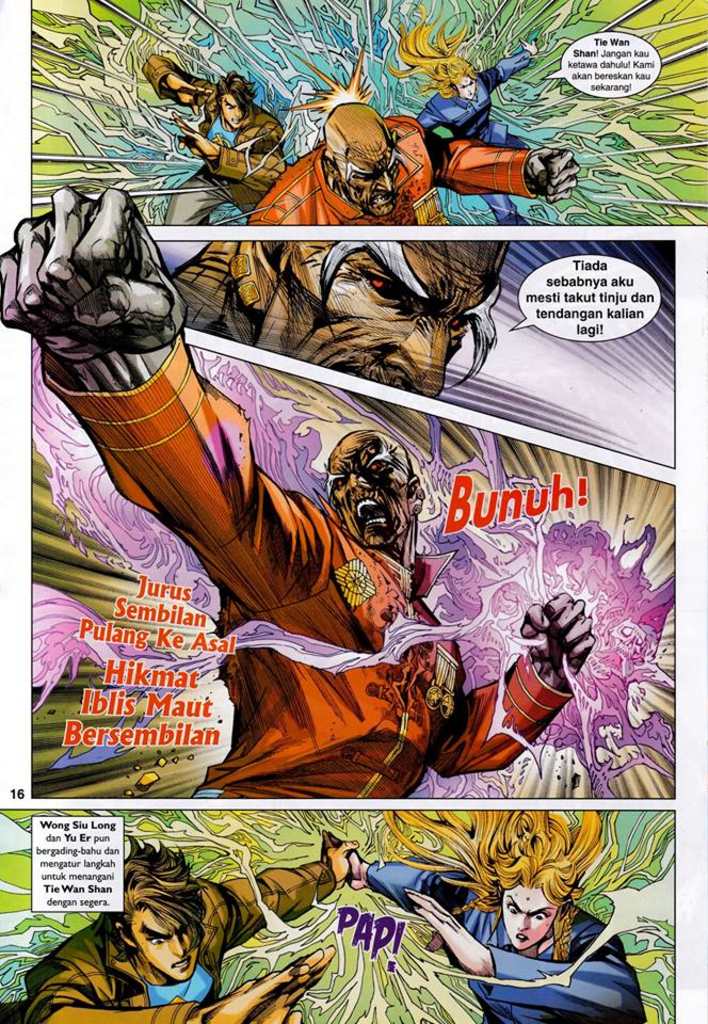 Tie Wan
Shan! Jangan kau
ketawa dahulu! Kami
akan bereskan kau
sekarang!
Tiada
sebabnya aku
mesti takut tinju dan
tendangan kalian
lagi!
Bunuh!
Jurus
Sembilan
Pulang Ke Asal
Hikmat
Iblis Maut
Bersembilan
16
Wong Siu Long
dan Yu Er pun
bergading-bahu dan
mengatur langkah
untuk menangani
Tie Wan Shan
dengan segera.
PAP!